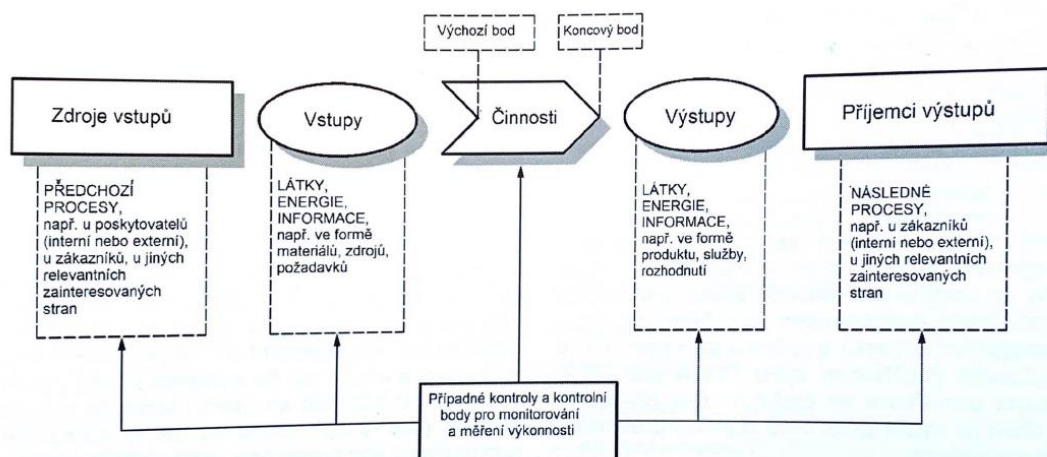 Výchozí bod
Koncový bod
Zdroje vstupů
Vstupy
Činnosti
Výstupy
Příjemci výstupů
PŘEDCHOZÍ
PROCESY,
např. u poskytovatelů
(interní nebo externí),
u zákazníků, u jiných
relevantních
zainteresovaných
stran
LÁTKY,
ENERGIE,
INFORMACE,
např. ve formě
materiálů, zdrojů,
požadavků
LÁTKY,
ENERGIE,
INFORMACE,
např. ve formě
produktu, služby,
rozhodnutí
NÁSLEDNÉ
PROCESY,
např. u zákazníků
(interní nebo externí),
u jiných relevantních
zainteresovaných
stran
Případné kontroly a kontrolní
body pro monitorování
a měření výkonnosti